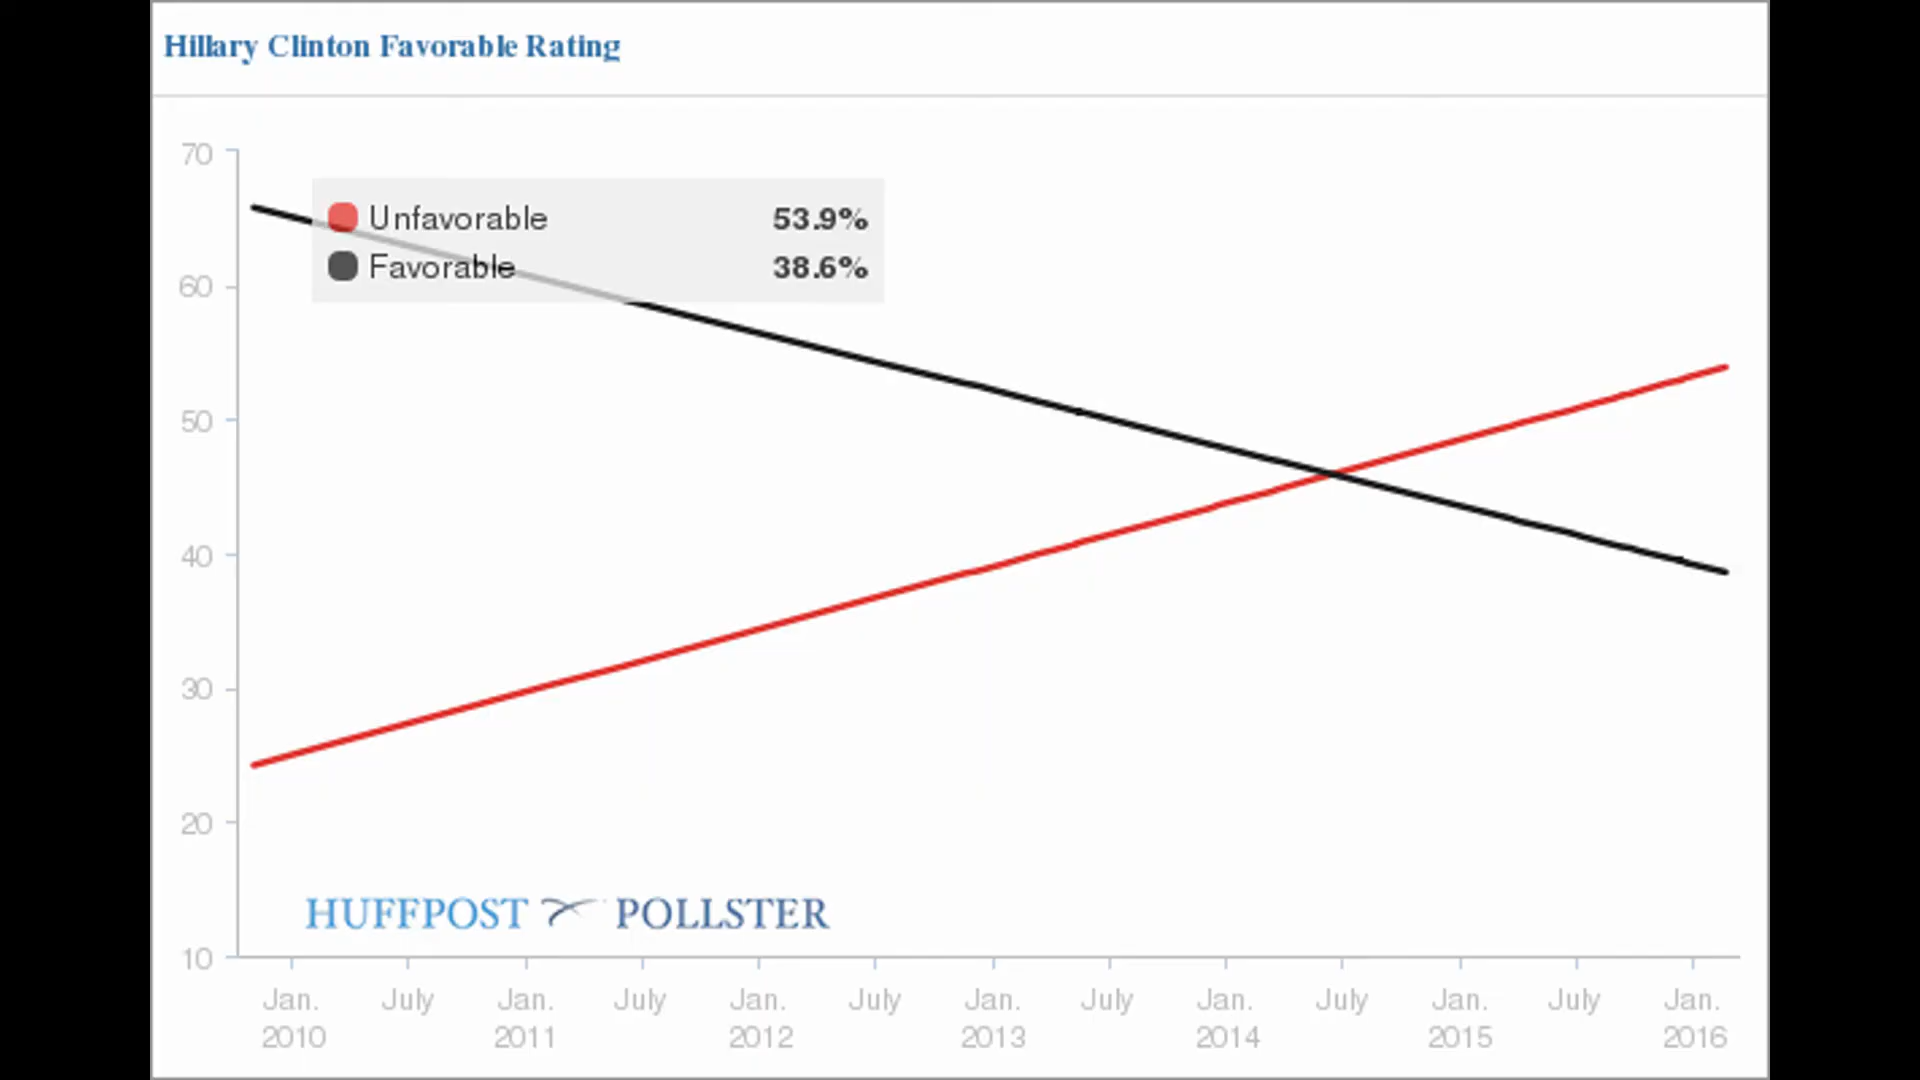 Hillary Clinton Favorable Rating
70
Unfavorable 53.9%
Favorable 38.6%
60
50
40
30
20
HUFFPOST POLLSTER
10
Jan. July Jan. July Jan. July Jan. July Jan. July Jan. July Jan.
2010 2011 2012 2013 2014 2015 2016